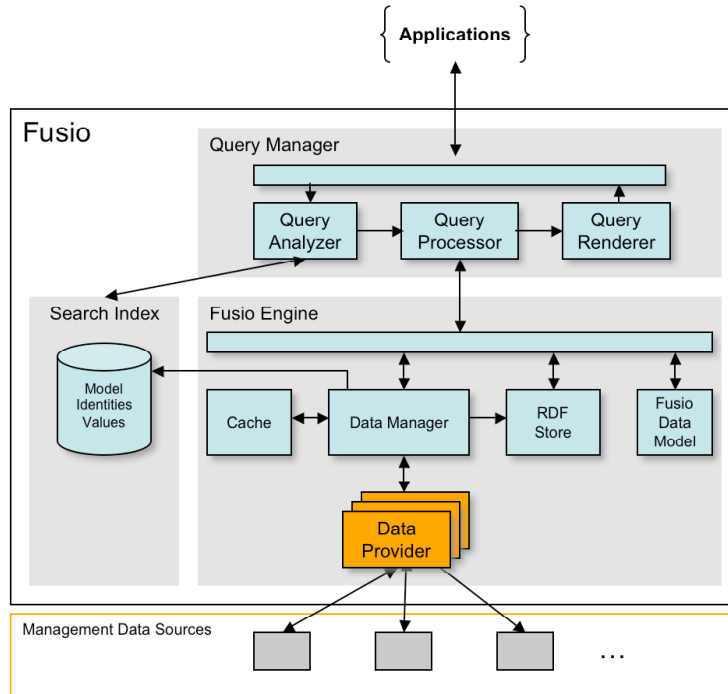 {Applications}
Fusio
Query Manager
Query
Analyzer
Query
Processor
Query
Renderer
Search Index
Fusio Engine
Model
Identities
Values
Cache
Data Manager
RDF
Store
Fusio
Data
Model
Data
Provider
Management Data Sources
...